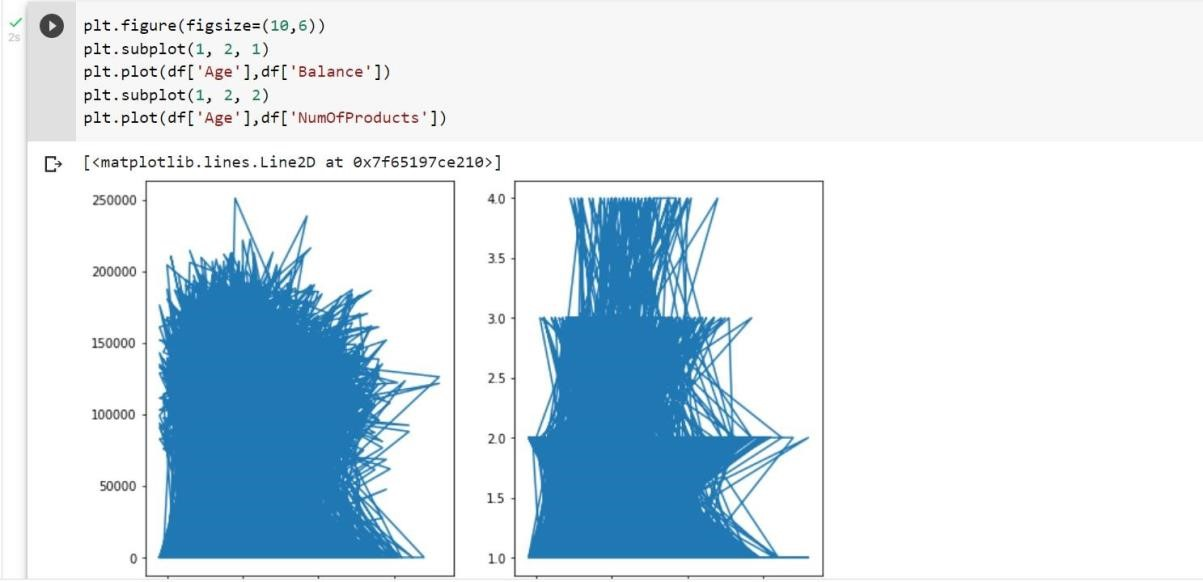 plt.figure(figsize=(10,6))
2s
plt.subplot(1, 2, 1)
plt.plot(df['Age'],df['Balance'])
plt.subplot(1, 2, 2)
plt.plot(df['Age'],df['NumOfProducts'])
[<matplotlib.lines.Line2D at 0x7f65197ce210>]
250000
200000
150000
100000
50000
0
4.0
3.5
3.0
2.5
2.0
1.5
1.0